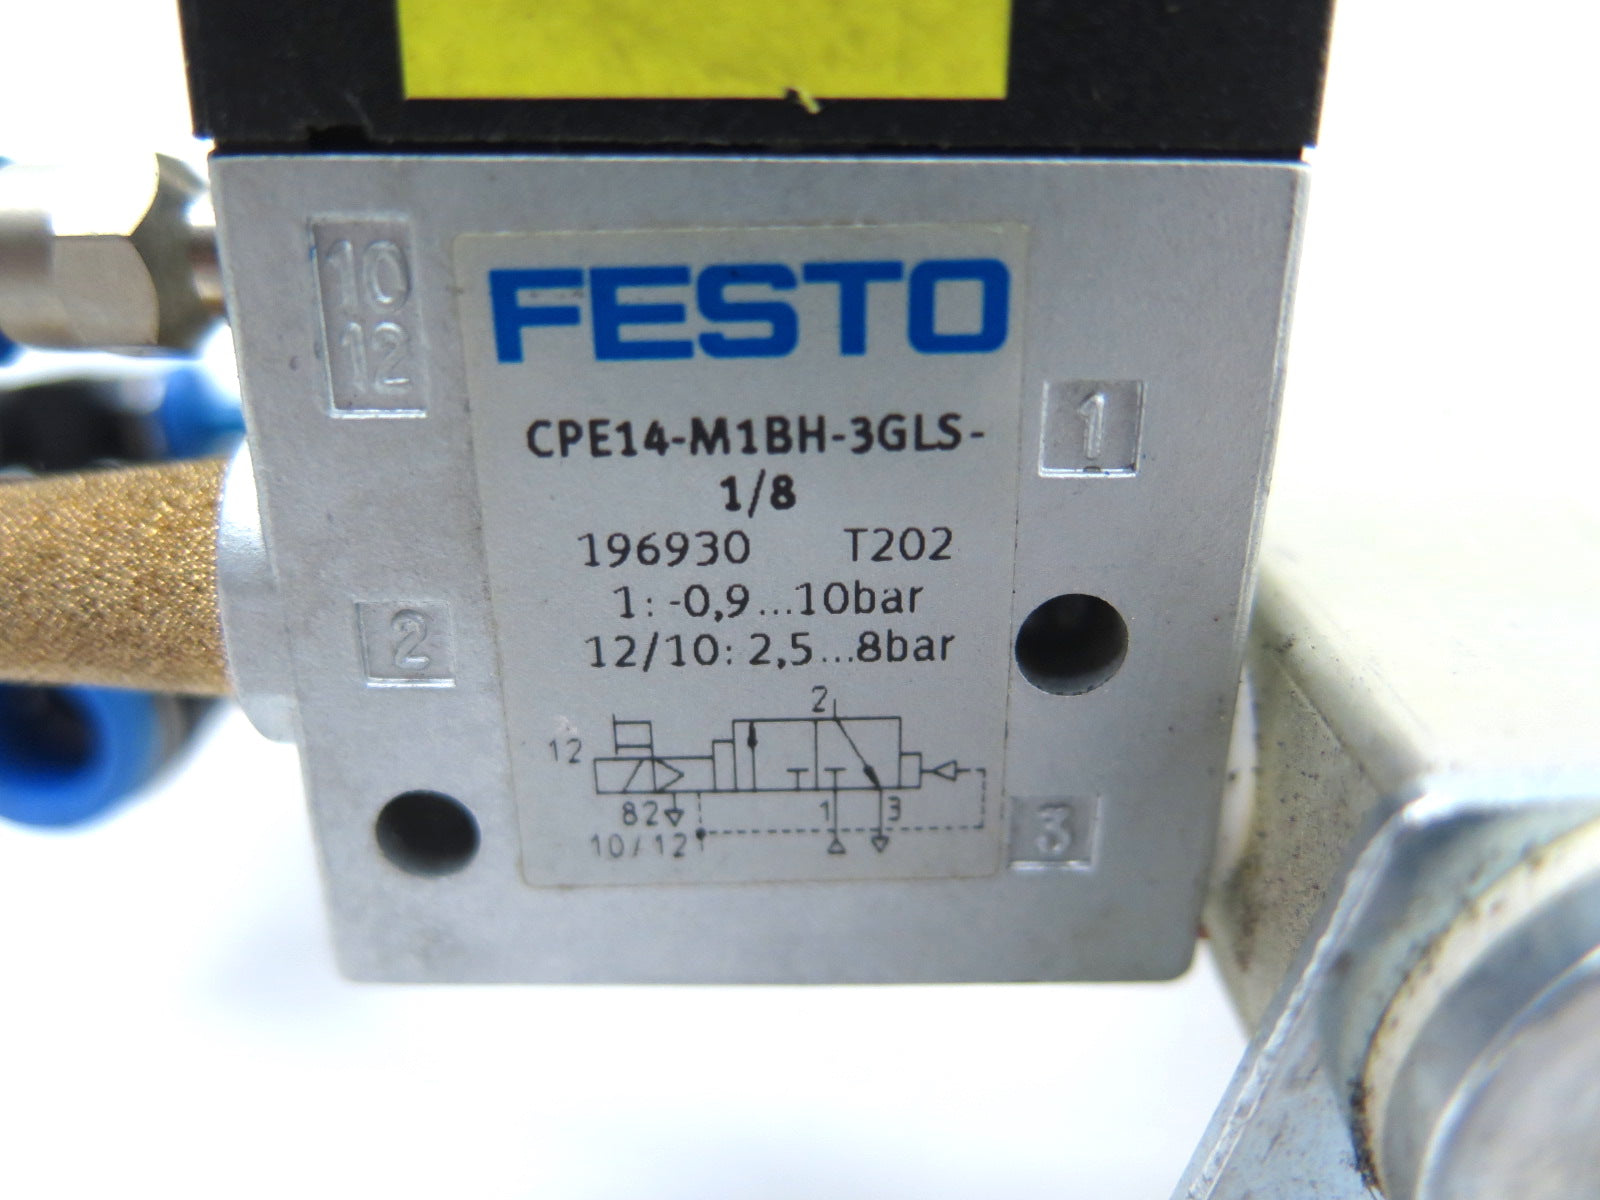 10
12
FESTO
CPE14-M1BH-3GLS-
1/8
1
196930 T202
1: -0,9...10bar
12/10: 2,5...8bar
2
2
12
82 1 3
10/12
3